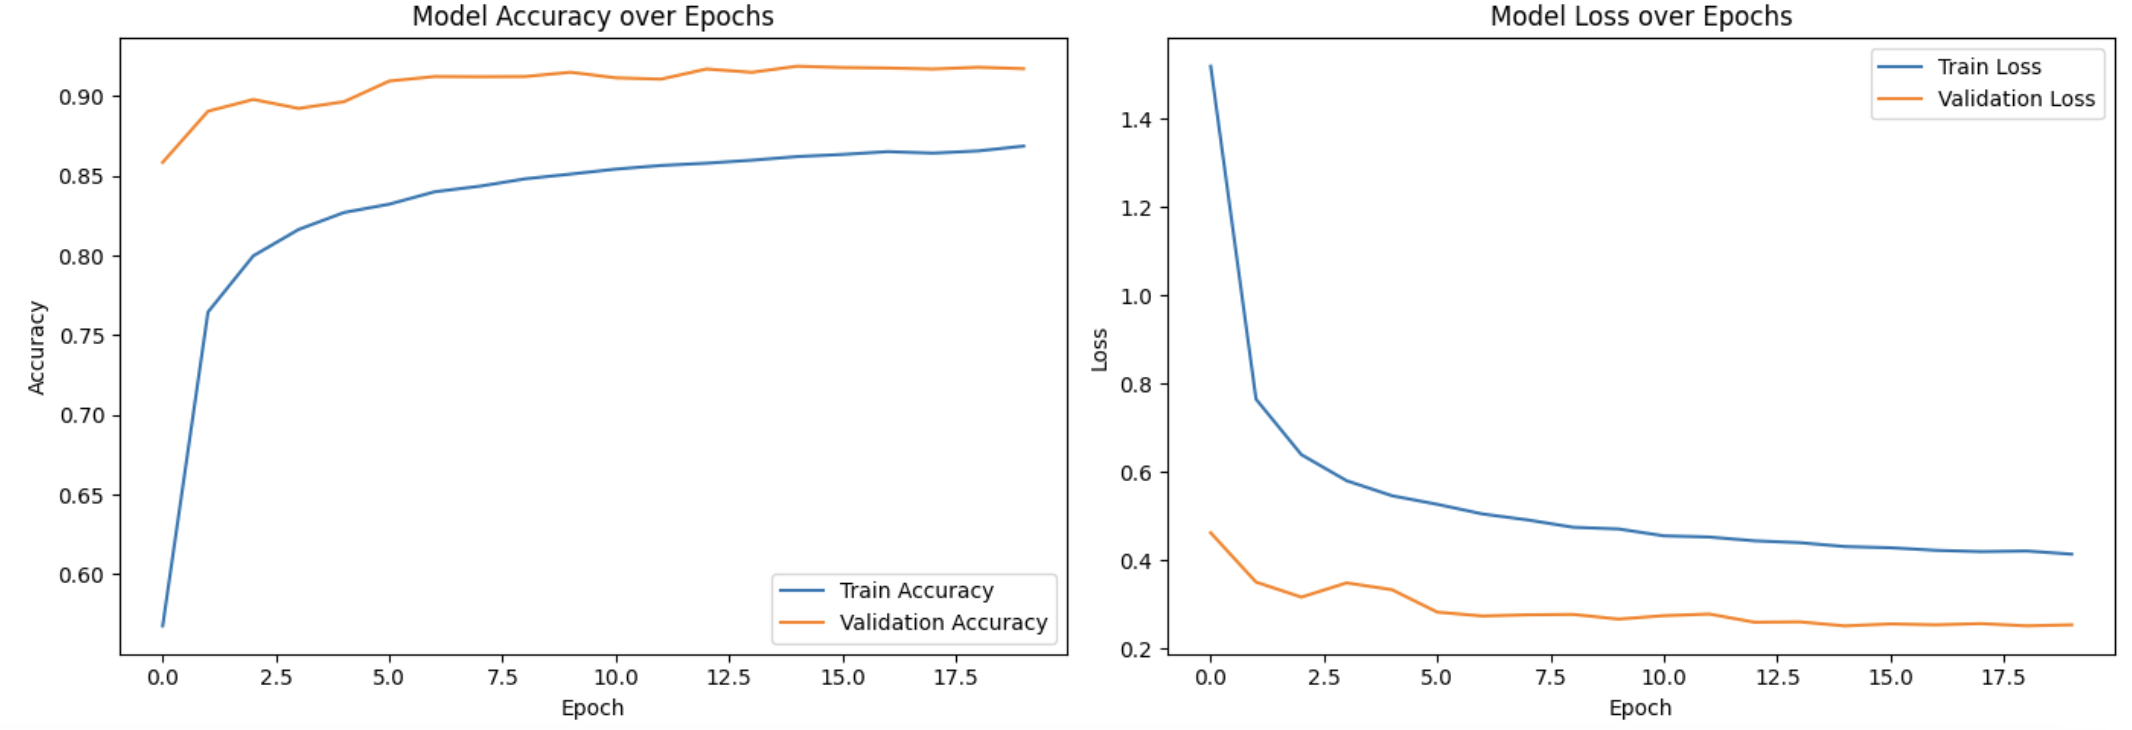 Model Accuracy over Epochs
0.90
0.85
0.80
0.75
0.70
0.65
0.60
Accuracy
Train Accuracy
Validation Accuracy
0.0 2.5 5.0 7.5 10.0 12.5 15.0 17.5
Epoch
Model Loss over Epochs
Train Loss
Validation Loss
1.4
1.2
1.0
0.8
0.6
0.4
0.2
Loss
0.0 2.5 5.0 7.5 10.0 12.5 15.0 17.5
Epoch